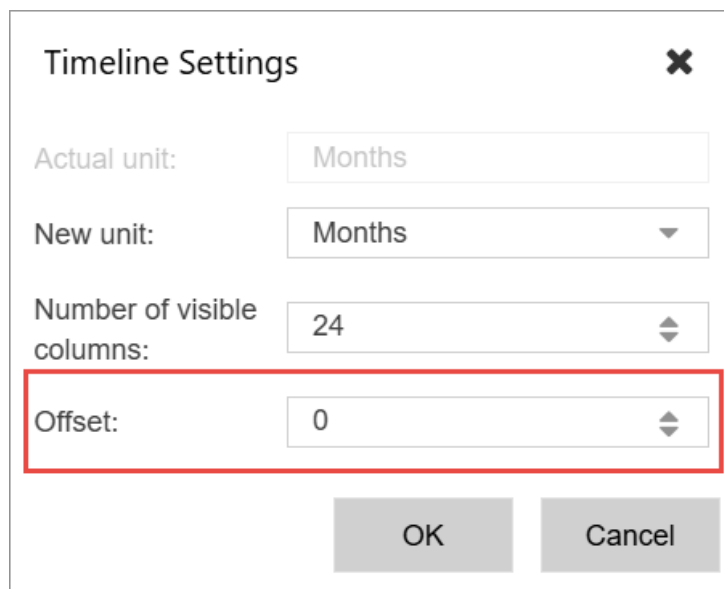 Timeline Settings
Actual unit: Months
New unit: Months
Number of visible
columns: 24
Offset: 0
OK Cancel